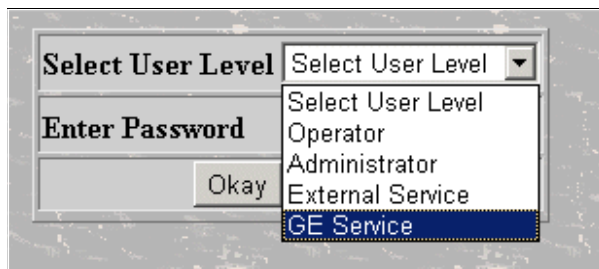 Select User Level Select User Level
Select User Level
Enter Password Operator
Administrator
Okay External Service
GE Service